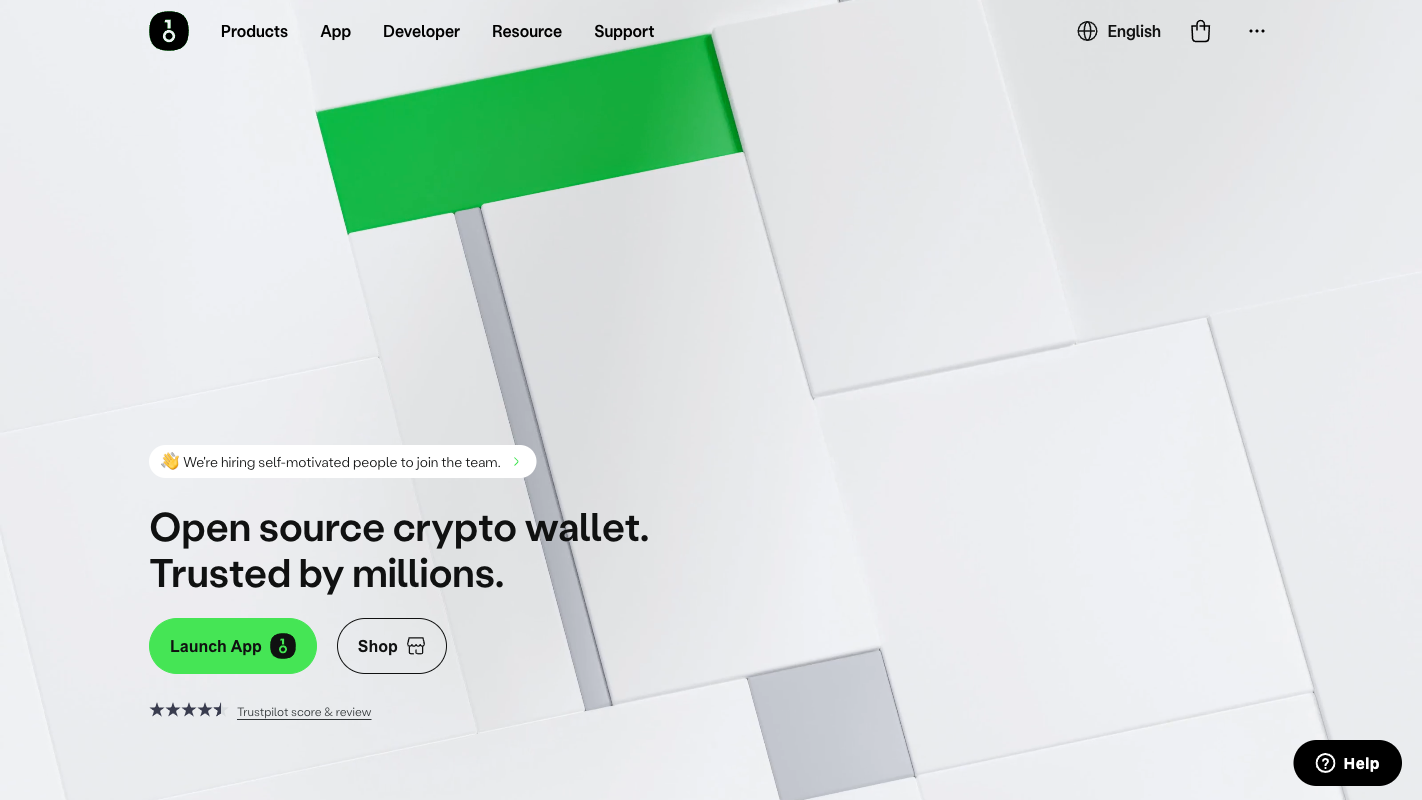 Products
App
Developer
Resource
Support
English
👋 We're hiring self-motivated people to join the team.
Open source crypto wallet.
Trusted by millions.
Launch App
Shop
Trustpilot score & review
Help